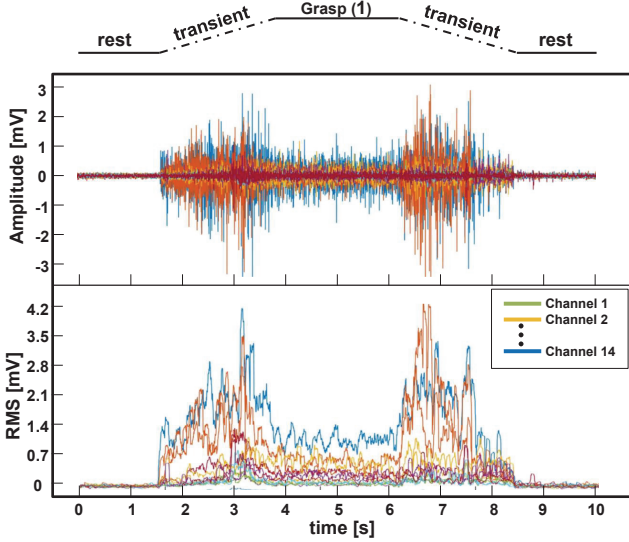 rest transient Grasp (1) transient rest
Amplitude [mV]
3
2
1
0
-1
-2
-3
RMS [mV]
4.2
3.5
2.8
2.1
1.4
0.7
0
Channel 1
Channel 2
Channel 14
0 1 2 3 4 5 6 7 8 9 10
time [s]